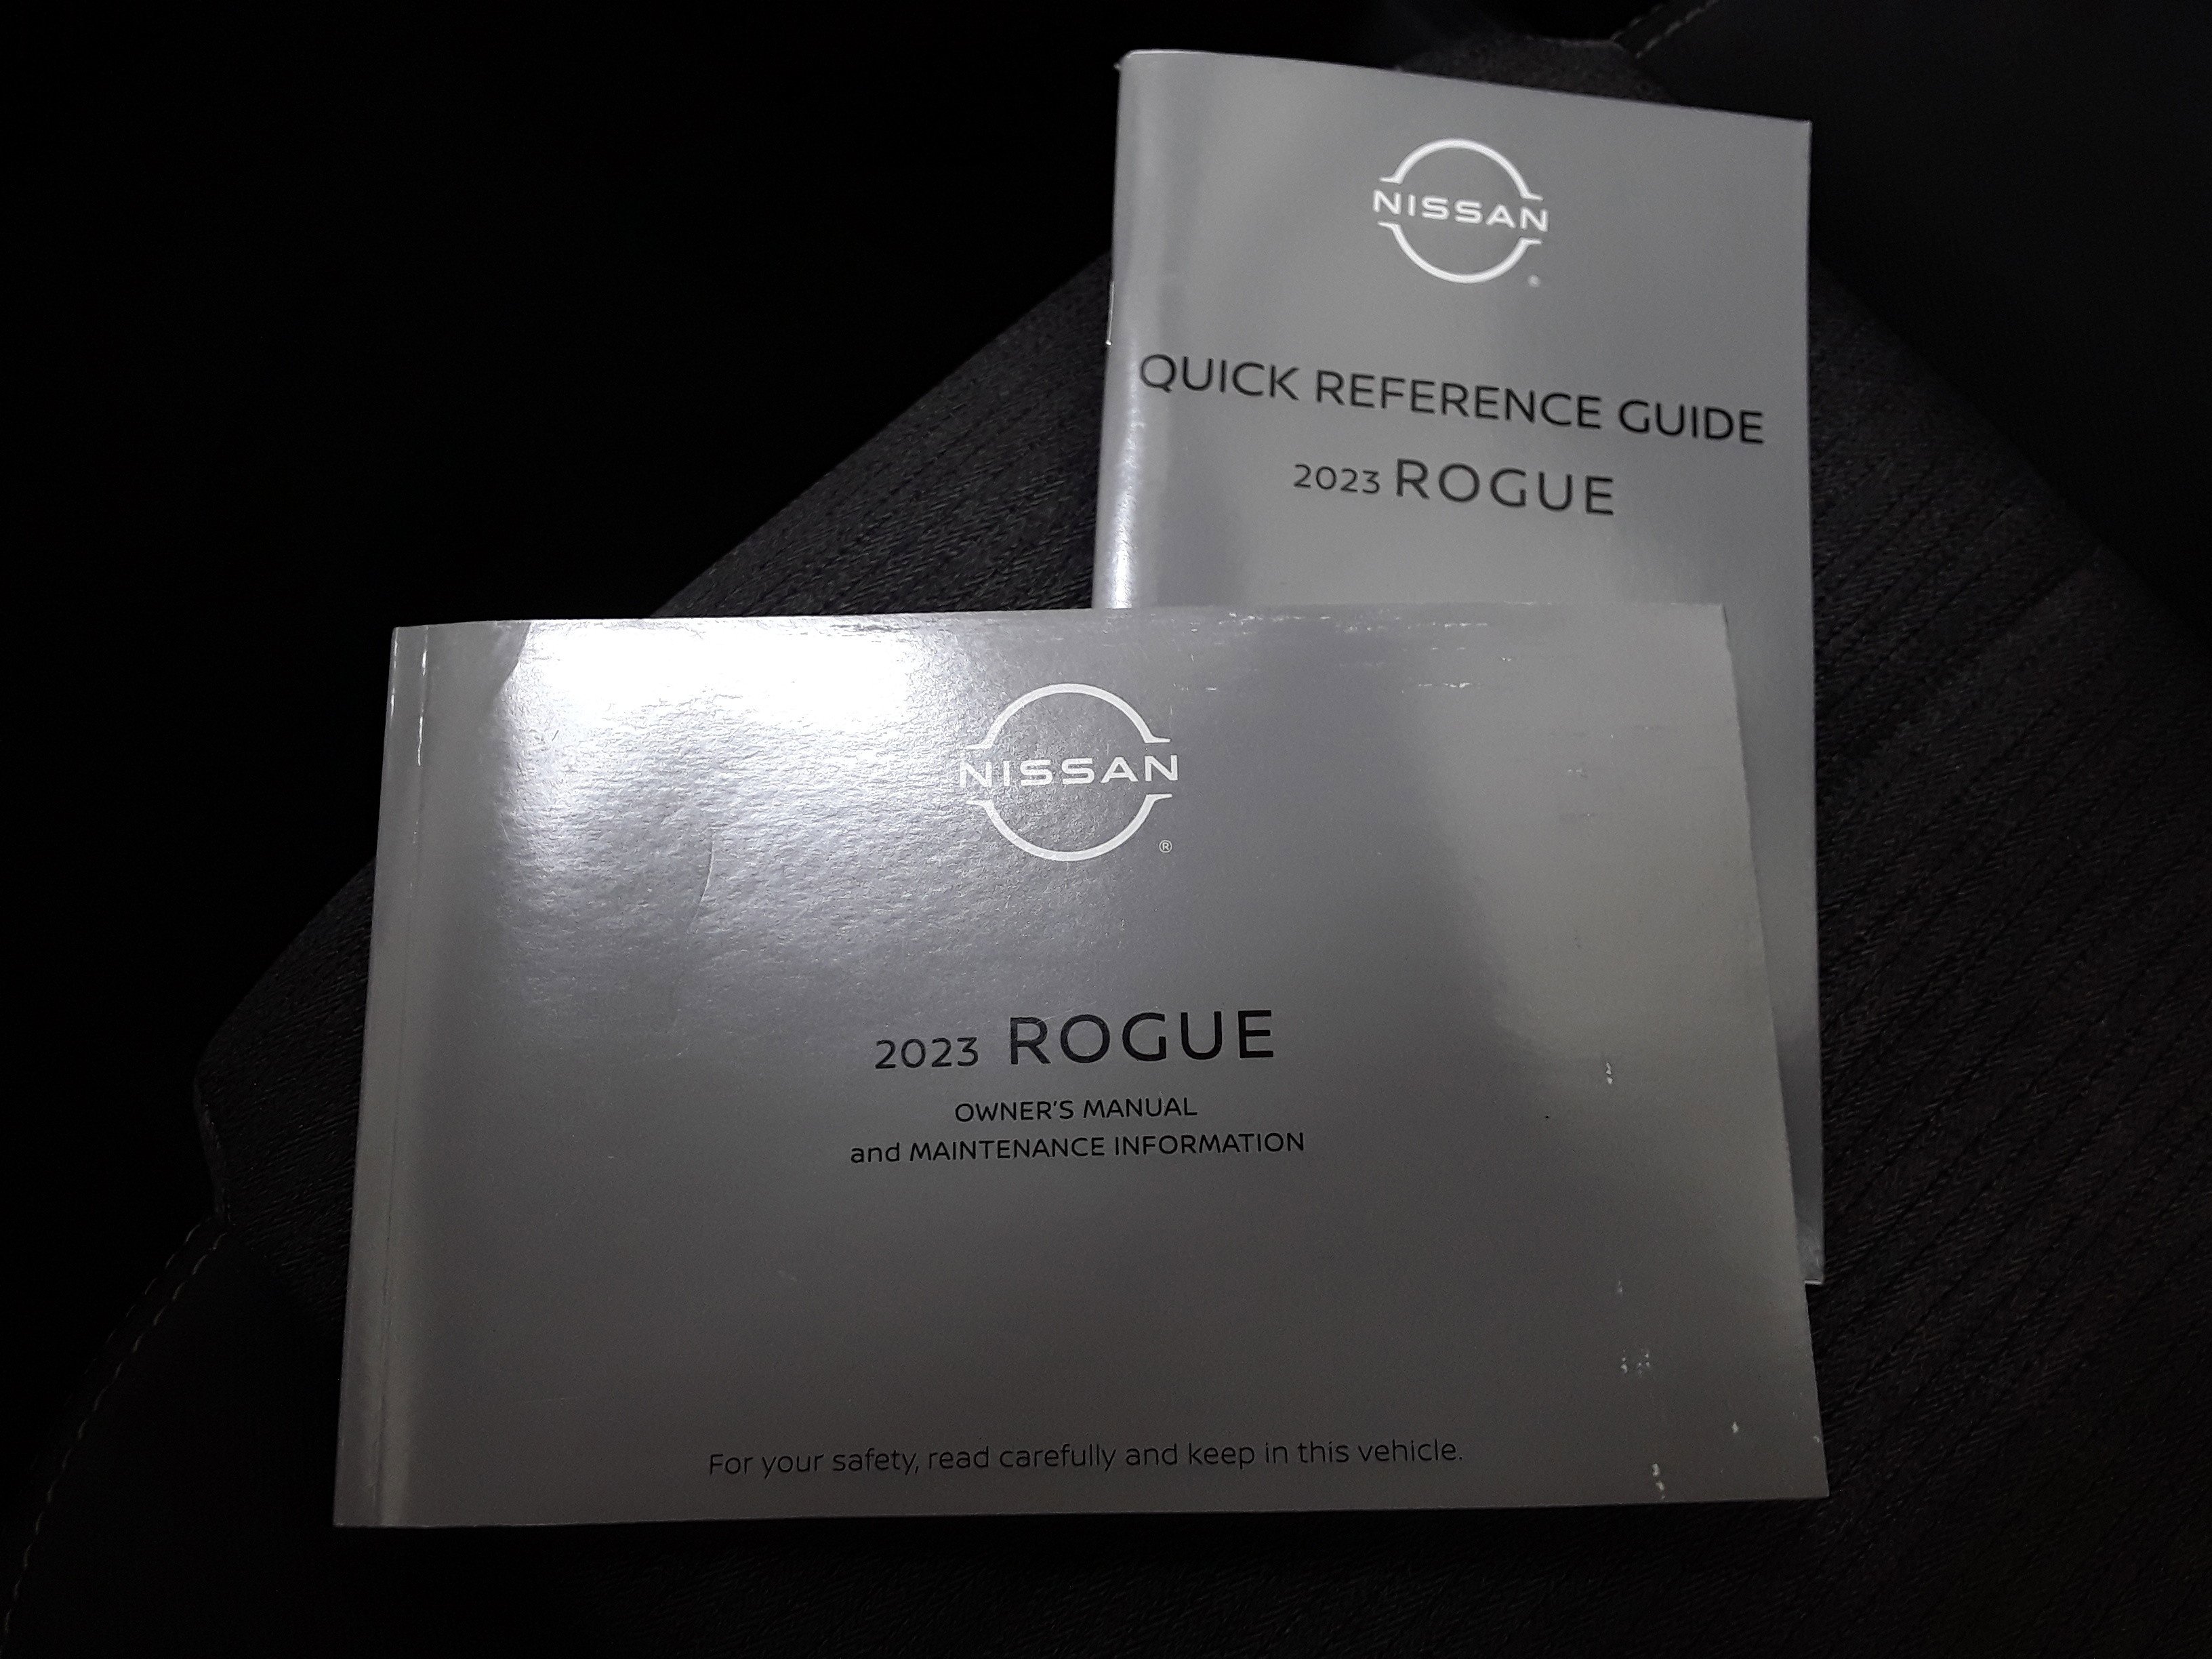 NISSAN
®
QUICK REFERENCE GUIDE
2023 ROGUE
NISSAN
®
2023 ROGUE
OWNER'S MANUAL
and MAINTENANCE INFORMATION
For your safety, read carefully and keep in this vehicle.